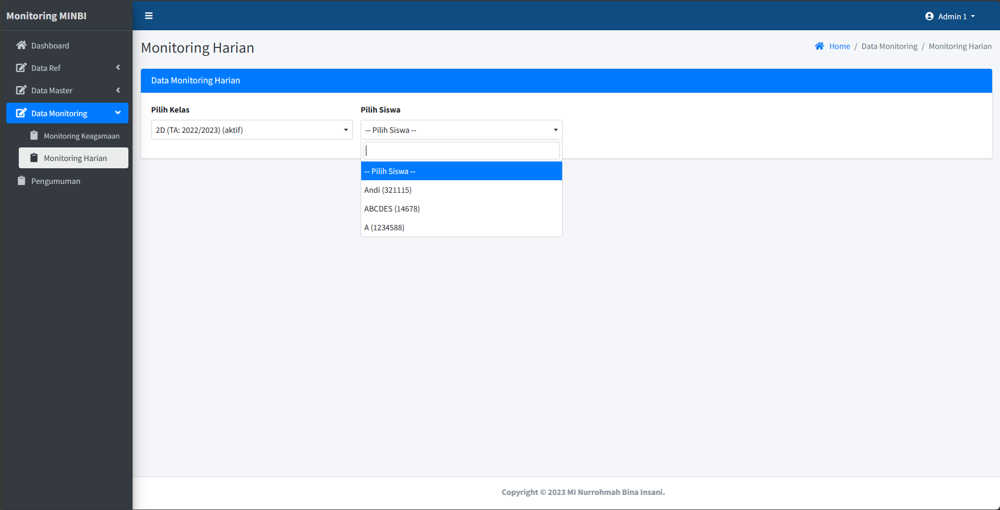 Monitoring MINBI
Admin 1
Dashboard
Data Ref
Data Master
Data Monitoring
Monitoring Keagamaan
Monitoring Harian
Pengumuman
Monitoring Harian
Home / Data Monitoring / Monitoring Harian
Data Monitoring Harian
Pilih Kelas
2D (TA: 2022/2023) (aktif)
Pilih Siswa
-- Pilih Siswa --
-- Pilih Siswa --
Andi (321115)
ABCDES (14678)
A (1234588)
Copyright © 2023 MI Nurrohmah Bina Insani.